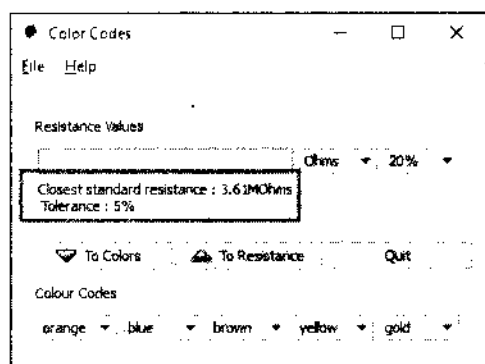 Color Codes
File Help
Resistance Values
Ohms 20%
Closest standard resistance : 3.61MOhms
Tolerance : 5%
To Colors To Resistance Quit
Colour Codes
orange blue brown yellow gold